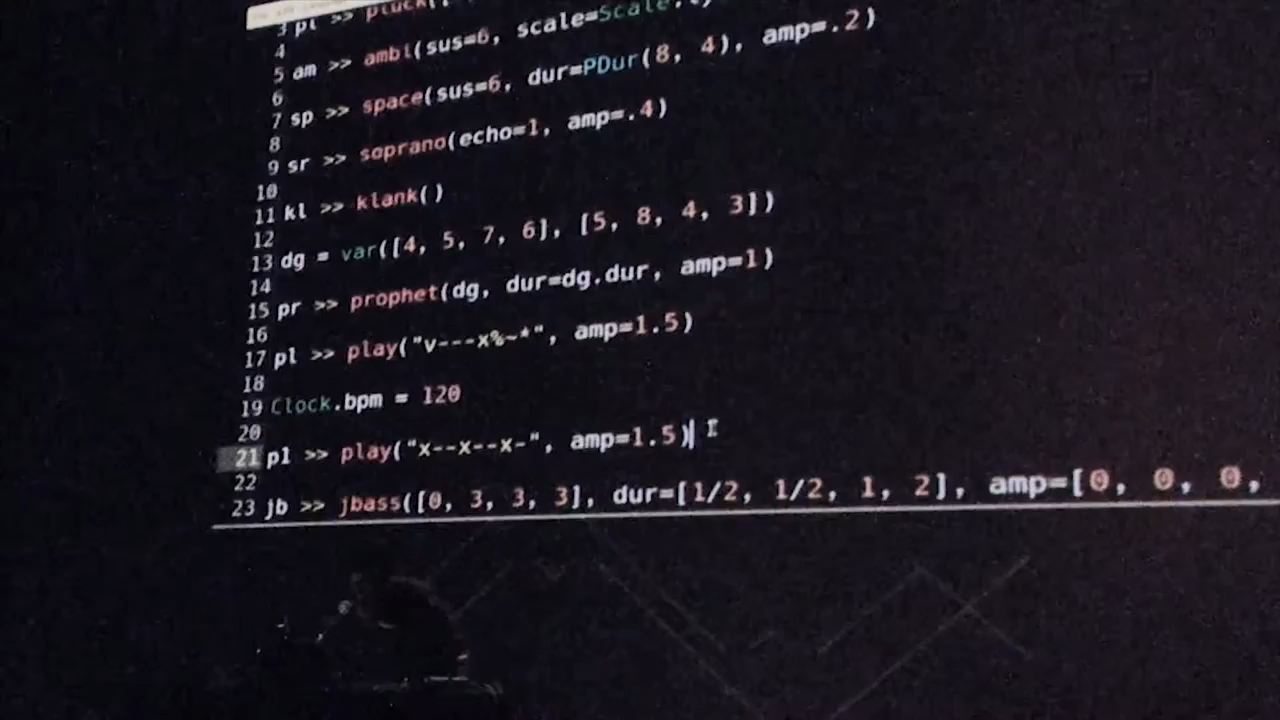 3 pl >> pluck(
4
5 am >> ambi(sus=6, scale=Scale.
6
7 sp >> space(sus=6, dur=PDur(8, 4), amp=.2)
8
9 sr >> soprano(echo=1, amp=.4)
10
11 kl >> klank()
12
13 dg = var([4, 5, 7, 6], [5, 8, 4, 3])
14
15 pr >> prophet(dg, dur=dg.dur, amp=1)
16
17 pl >> play("v---x%~*", amp=1.5)
18
19 Clock.bpm = 120
20
21 pl >> play("x--x--x-", amp=1.5)
22
23 jb >> jbass([0, 3, 3, 3], dur=[1/2, 1/2, 1, 2], amp=[0, 0, 0,